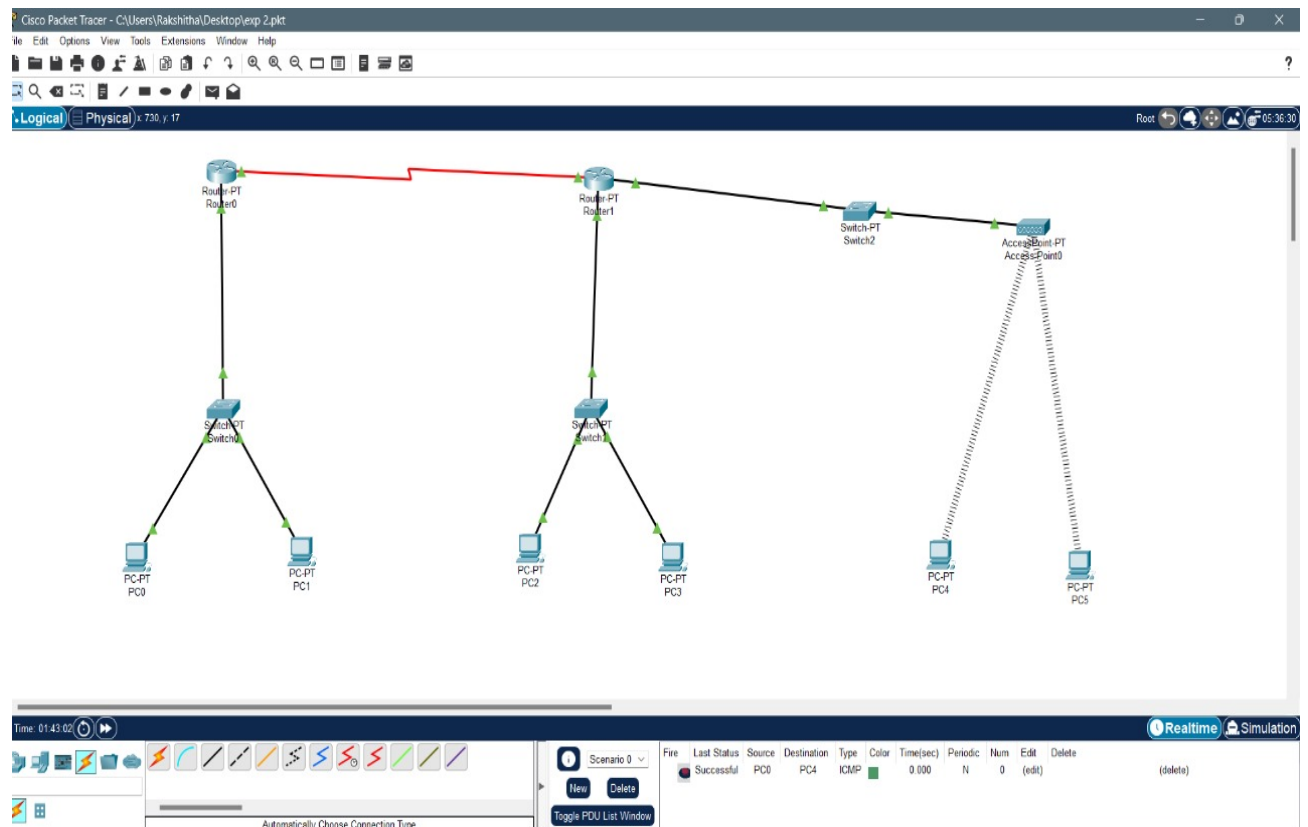 Cisco Packet Tracer - C:\Users\Rakshitha\Desktop\exp 2.pkt
ile Edit Options View Tools Extensions Window Help
?
Logical Physical x: 730, y: 17 Root 05:36:30
Router-PT
Router0
Router-PT
Router1
Switch-PT
Switch2
AccessPoint-PT
Access Point0
Switch-PT
Switch0
Switch-PT
Switch1
PC-PT
PC0
PC-PT
PC1
PC-PT
PC2
PC-PT
PC3
PC-PT
PC4
PC-PT
PC5
Time: 01:43:02 Realtime Simulation
Scenario 0
New Delete
Toggle PDU List Window
Fire Last Status Source Destination Type Color Time(sec) Periodic Num Edit Delete
Successful PC0 PC4 ICMP 0.000 N 0 (edit) (delete)
Automatically Choose Connection Type